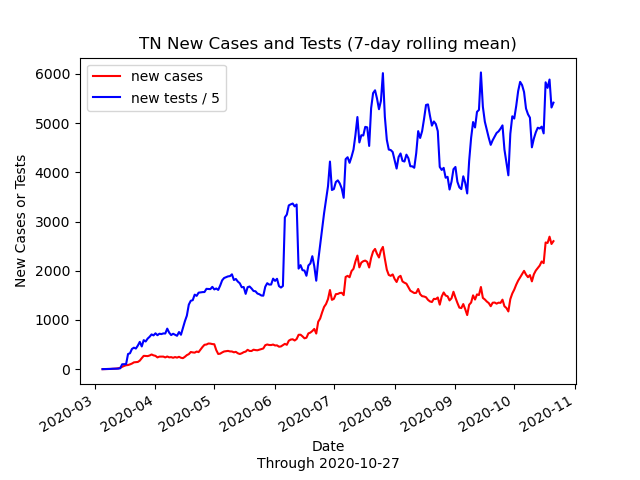 TN New Cases and Tests (7-day rolling mean)
new cases
new tests / 5
6000
5000
4000
3000
2000
1000
0
New Cases or Tests
2020-03
2020-04
2020-05
2020-06
2020-07
2020-08
2020-09
2020-10
2020-11
Date
Through 2020-10-27